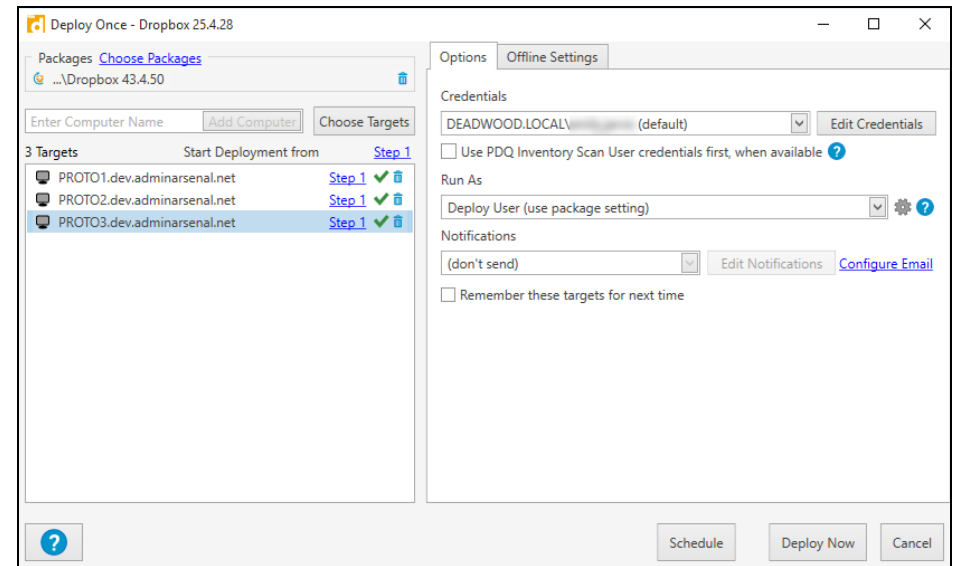 Deploy Once - Dropbox 25.4.28
Packages Choose Packages
...\Dropbox 43.4.50
Enter Computer Name Add Computer Choose Targets
3 Targets Start Deployment from Step 1
PROTO1.dev.adminarsenal.net Step 1
PROTO2.dev.adminarsenal.net Step 1
PROTO3.dev.adminarsenal.net Step 1
Options Offline Settings
Credentials
DEADWOOD.LOCAL\ (default) Edit Credentials
Use PDQ Inventory Scan User credentials first, when available ?
Run As
Deploy User (use package setting) ?
Notifications
(don't send) Edit Notifications Configure Email
Remember these targets for next time
? Schedule Deploy Now Cancel